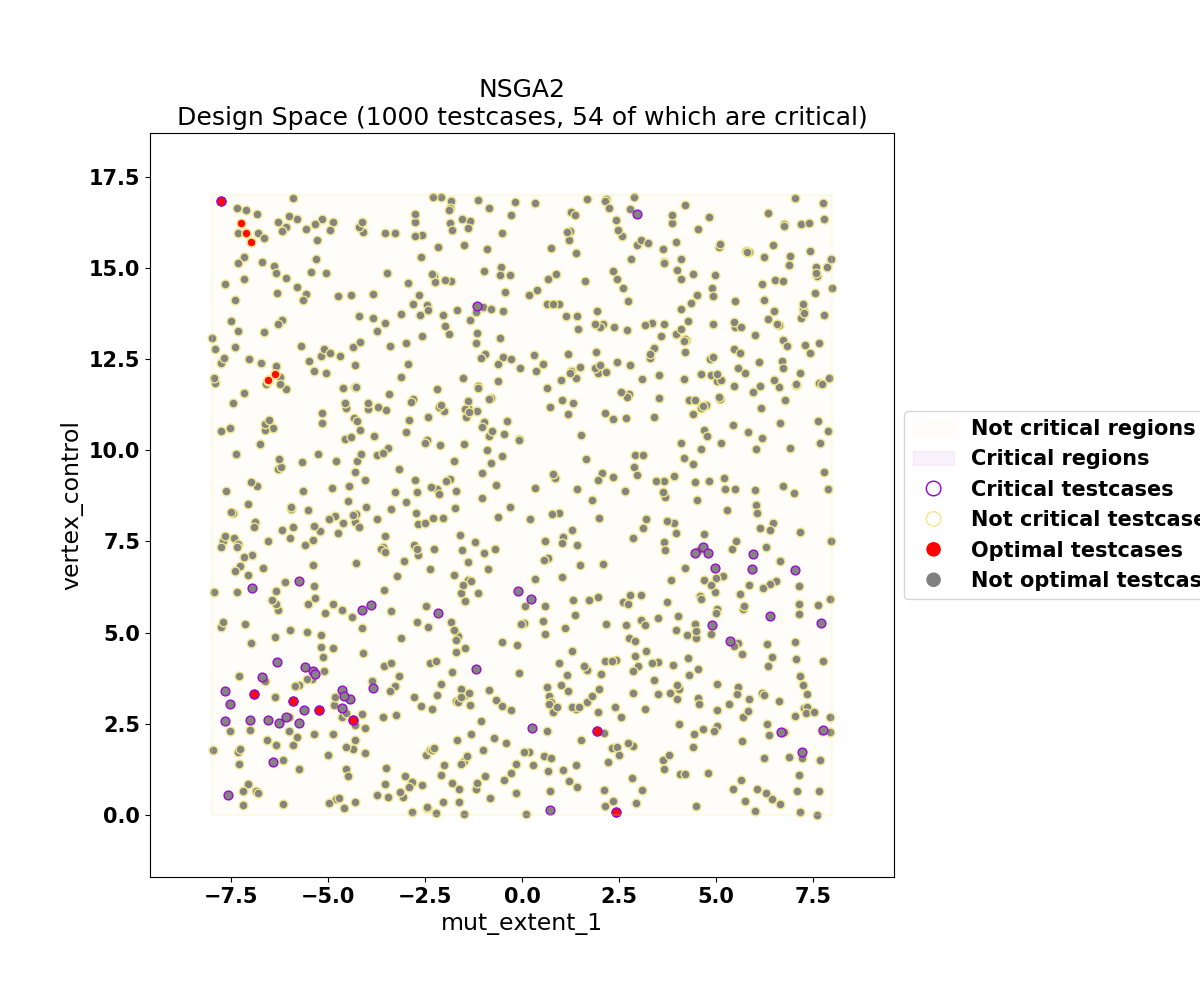 NSGA2
Design Space (1000 testcases, 54 of which are critical)
17.5
15.0
12.5
10.0
7.5
5.0
2.5
0.0
vertex_control
−7.5 −5.0 −2.5 0.0 2.5 5.0 7.5
mut_extent_1
Not critical regions
Critical regions
Critical testcases
Not critical testcase
Optimal testcases
Not optimal testcas